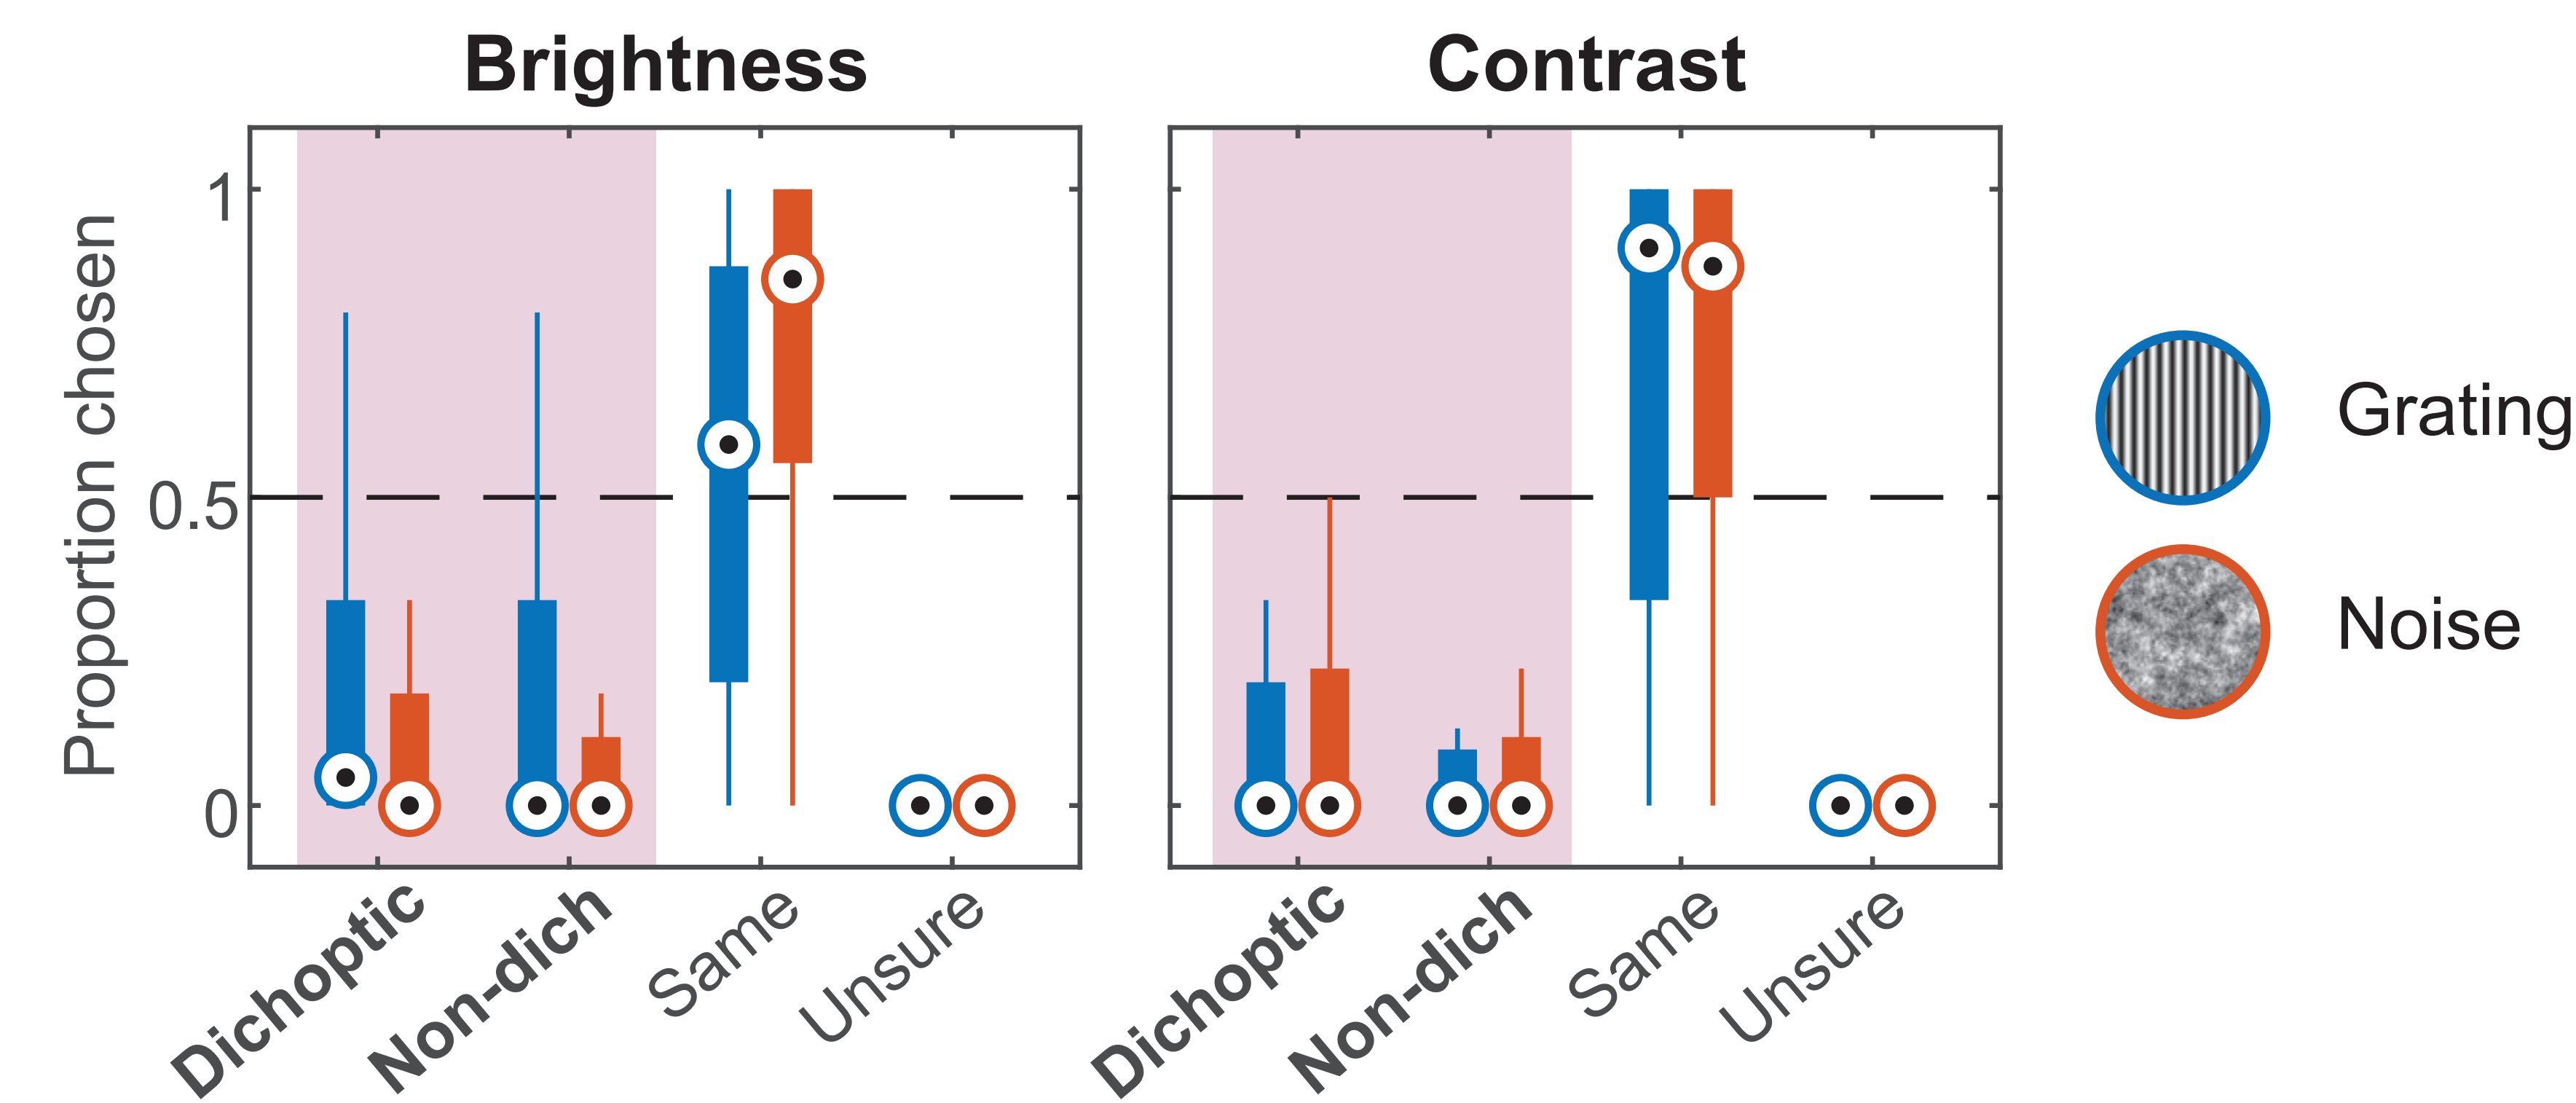 Brightness
Contrast
Proportion chosen
1
0.5
0
Dichoptic
Non-dich
Same
Unsure
Dichoptic
Non-dich
Same
Unsure
Grating
Noise